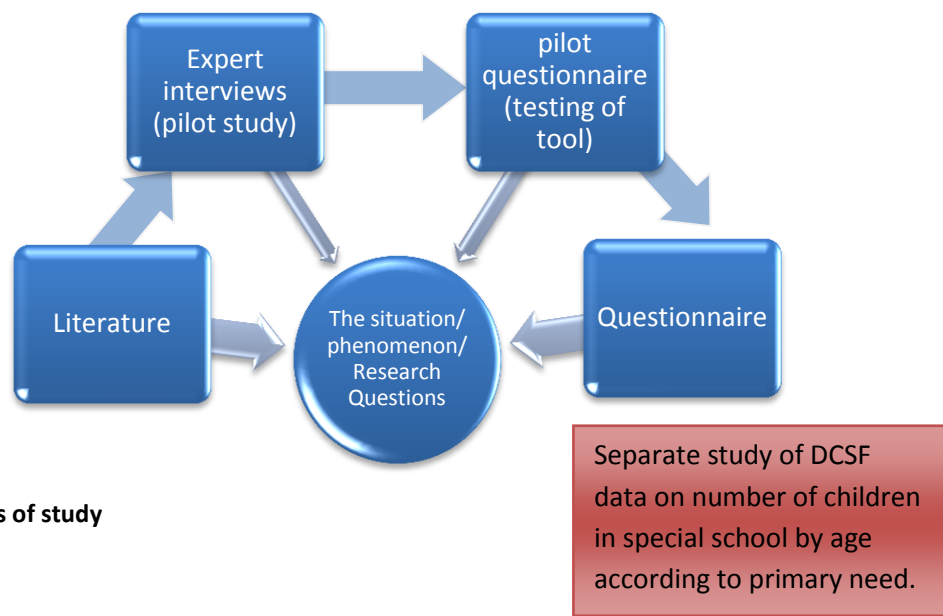 Expert
interviews
(pilot study)
pilot
questionnaire
(testing of
tool)
Literature
The situation/
phenomenon/
Research
Questions
Questionnaire
Separate study of DCSF
data on number of children
in special school by age
according to primary need.
of study